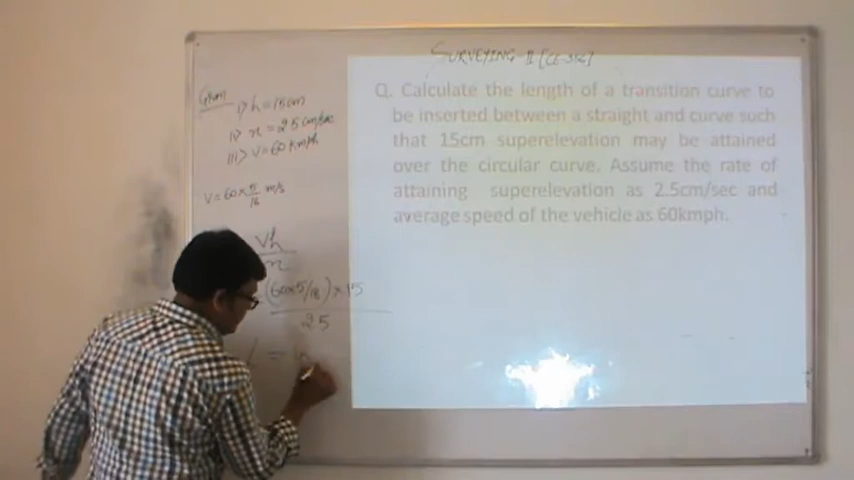 SURVEYING-II [CE-356]
Given
i> h = 15cm
ii> x = 2.5 cm/sec
iii> V = 60 Kmph
V = 60 × 5/18 m/s
Vh
x
(60×5/18) × 15
2.5
=
Q. Calculate the length of a transition curve to
be inserted between a straight and curve such
that 15cm superelevation may be attained
over the circular curve. Assume the rate of
attaining superelevation as 2.5cm/sec and
average speed of the vehicle as 60kmph.